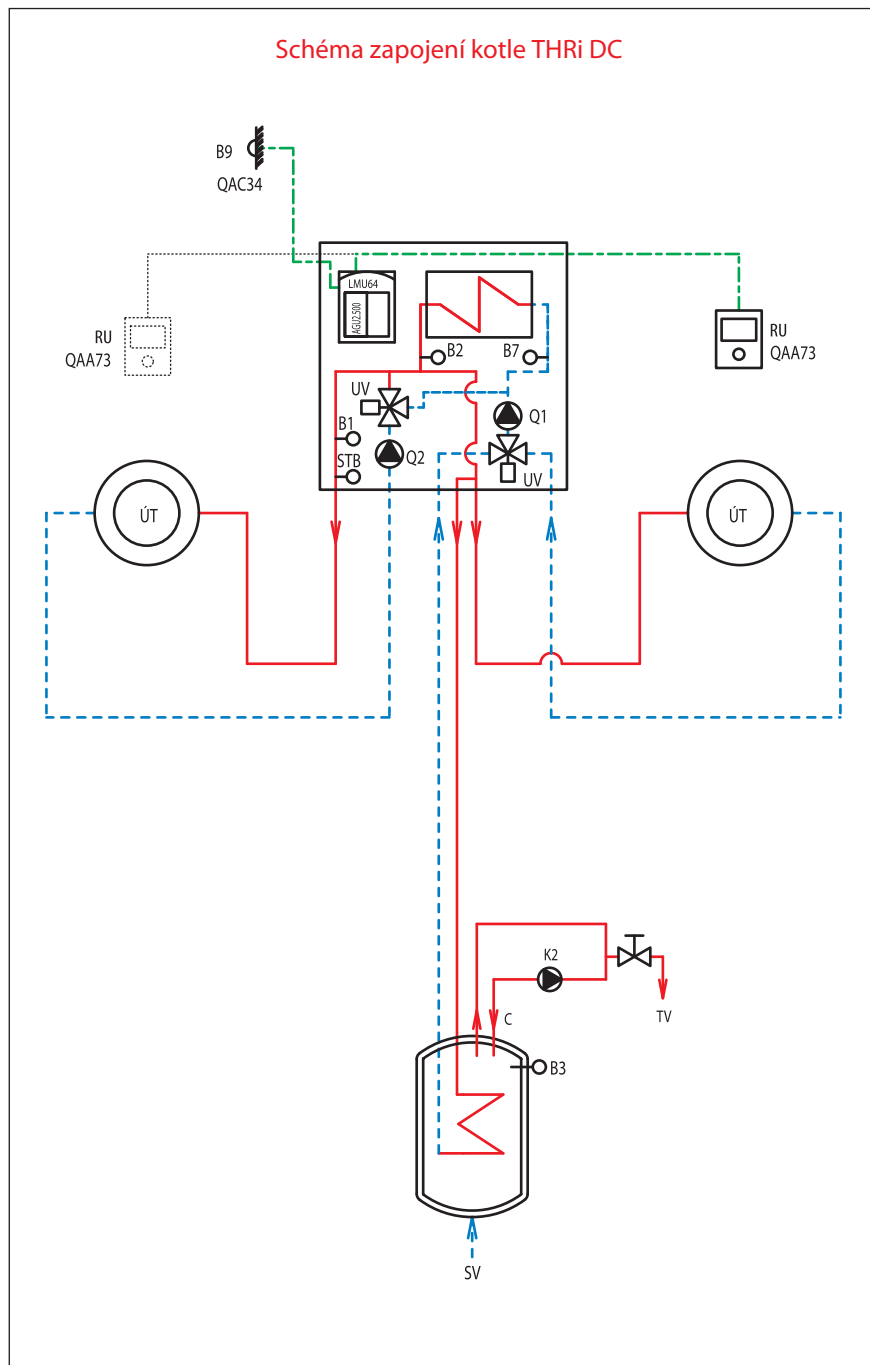 Schéma zapojení kotle THRi DC
B9
QAC34
LMU64
AGU2.500
RU
QAA73
RU
QAA73
B2
B7
UV
B1
Q1
STB
Q2
UV
ÚT
ÚT
K2
C
TV
B3
SV